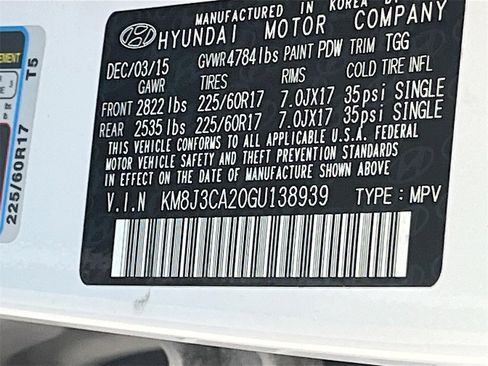 MANUFACTURED IN KOREA BY
HYUNDAI MOTOR COMPANY
DEC/03/15 GVWR 4784 lbs PAINT PDW TRIM TGG
GAWR TIRES RIMS COLD TIRE INFL
FRONT 2822 lbs 225/60R17 7.0JX17 35psi SINGLE
REAR 2535 lbs 225/60R17 7.0JX17 35psi SINGLE
THIS VEHICLE CONFORMS TO ALL APPLICABLE U.S.A. FEDERAL
MOTOR VEHICLE SAFETY AND THEFT PREVENTION STANDARDS
IN EFFECT ON THE DATE OF MANUFACTURE SHOWN ABOVE
V.I.N KM8J3CA20GU138939 TYPE : MPV
T5
225/60R17